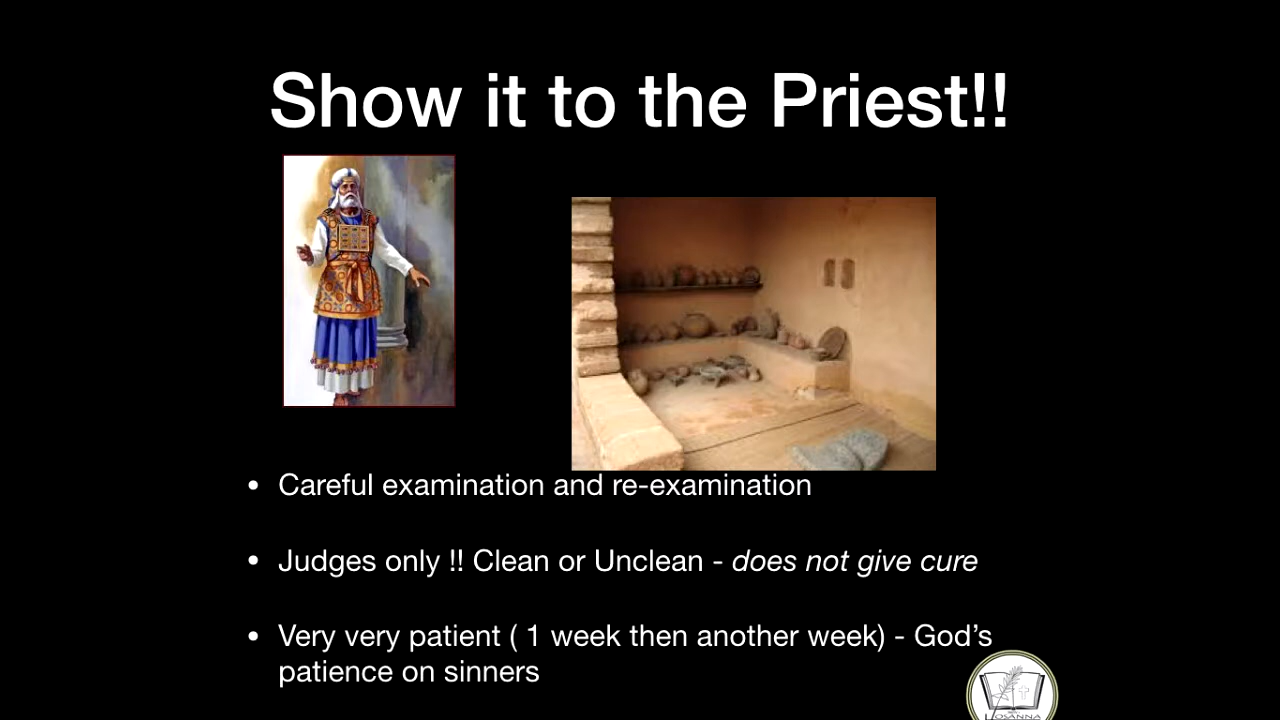 Show it to the Priest!!
• Careful examination and re-examination
• Judges only !! Clean or Unclean - does not give cure
• Very very patient ( 1 week then another week) - God’s
patience on sinners